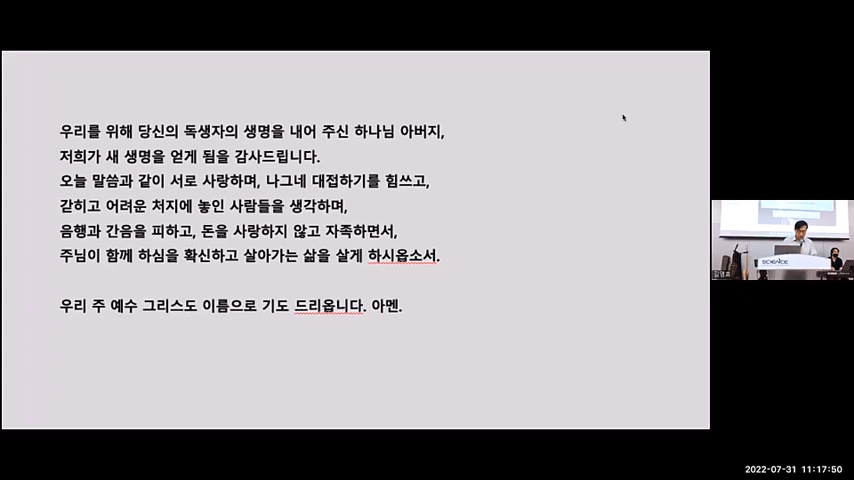 우리를 위해 당신의 독생자의 생명을 내어 주신 하나님 아버지,
저희가 새 생명을 얻게 됨을 감사드립니다.
오늘 말씀과 같이 서로 사랑하며, 나그네 대접하기를 힘쓰고,
갇히고 어려운 처지에 놓인 사람들을 생각하며,
음행과 간음을 피하고, 돈을 사랑하지 않고 자족하면서,
주님이 함께 하심을 확신하고 살아가는 삶을 살게 하시옵소서.
우리 주 예수 그리스도 이름으로 기도 드리옵니다. 아멘.
SCIENCE
2022-07-31 11:17:50